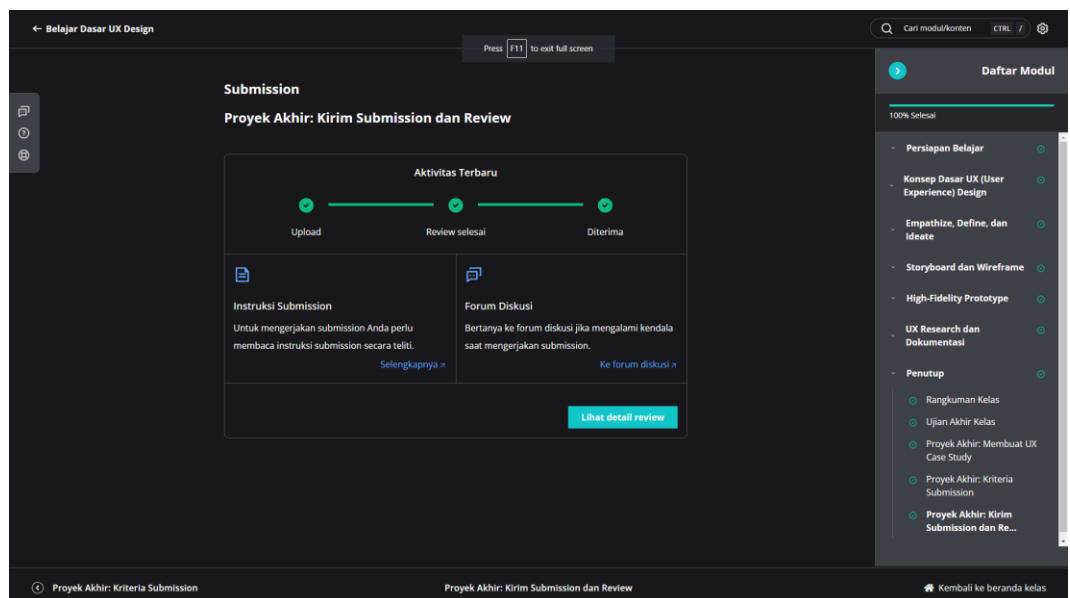 ← Belajar Dasar UX Design
Cari modul/konten CTRL /
Press F11 to exit full screen
Daftar Modul
100% Selesai
Submission
Proyek Akhir: Kirim Submission dan Review
Aktivitas Terbaru
Upload Review selesai Diterima
Instruksi Submission
Untuk mengerjakan submission Anda perlu
membaca instruksi submission secara teliti.
Selengkapnya
Forum Diskusi
Bertanya ke forum diskusi jika mengalami kendala
saat mengerjakan submission.
Ke forum diskusi
Lihat detail review
Persiapan Belajar
Konsep Dasar UX (User
Experience) Design
Empathize, Define, dan
Ideate
Storyboard dan Wireframe
High-Fidelity Prototype
UX Research dan
Dokumentasi
Penutup
Rangkuman Kelas
Ujian Akhir Kelas
Proyek Akhir: Membuat UX
Case Study
Proyek Akhir: Kriteria
Submission
Proyek Akhir: Kirim
Submission dan Re...
Proyek Akhir: Kriteria Submission
Proyek Akhir: Kirim Submission dan Review
Kembali ke beranda kelas